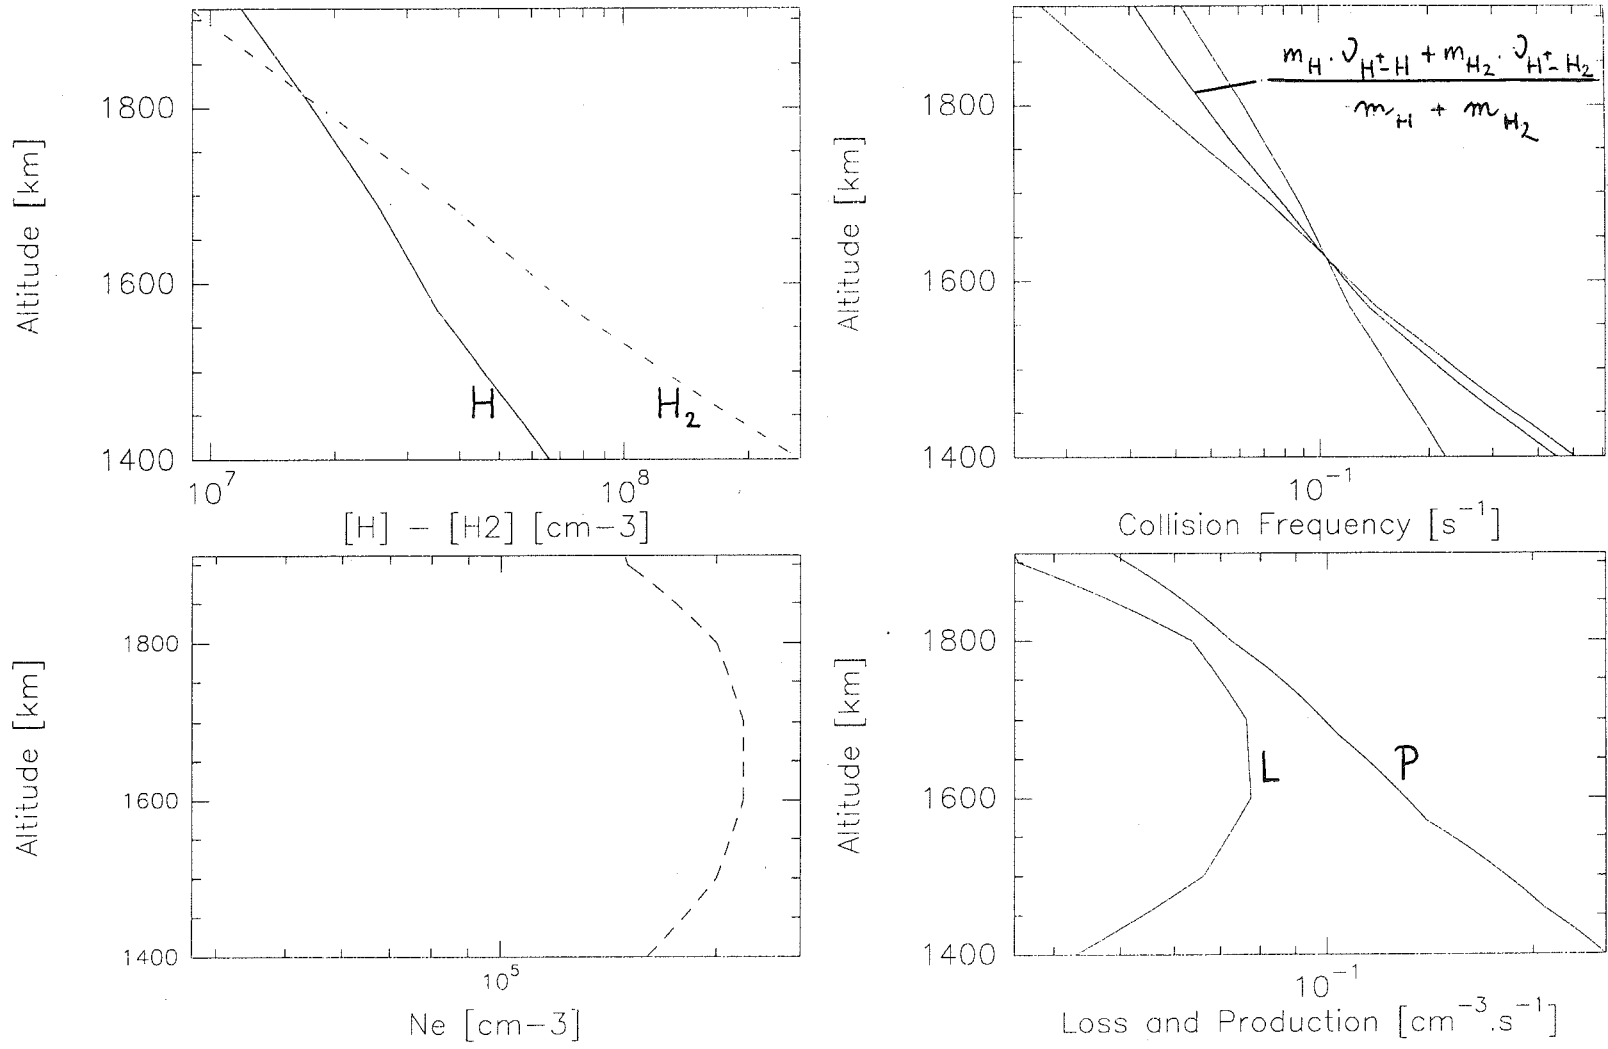 1800
1600
1400
Altitude [km]
10^7
10^8
[H] – [H2] [cm–3]
H
H_2
1800
1600
1400
Altitude [km]
10^-1
Collision Frequency [s^-1]
m_H · ν_H+-H + m_H2 · ν_H+-H2
m_H + m_H2
1800
1600
1400
Altitude [km]
10^5
Ne [cm–3]
1800
1600
1400
Altitude [km]
L
P
10^-1
Loss and Production [cm^-3.s^-1]